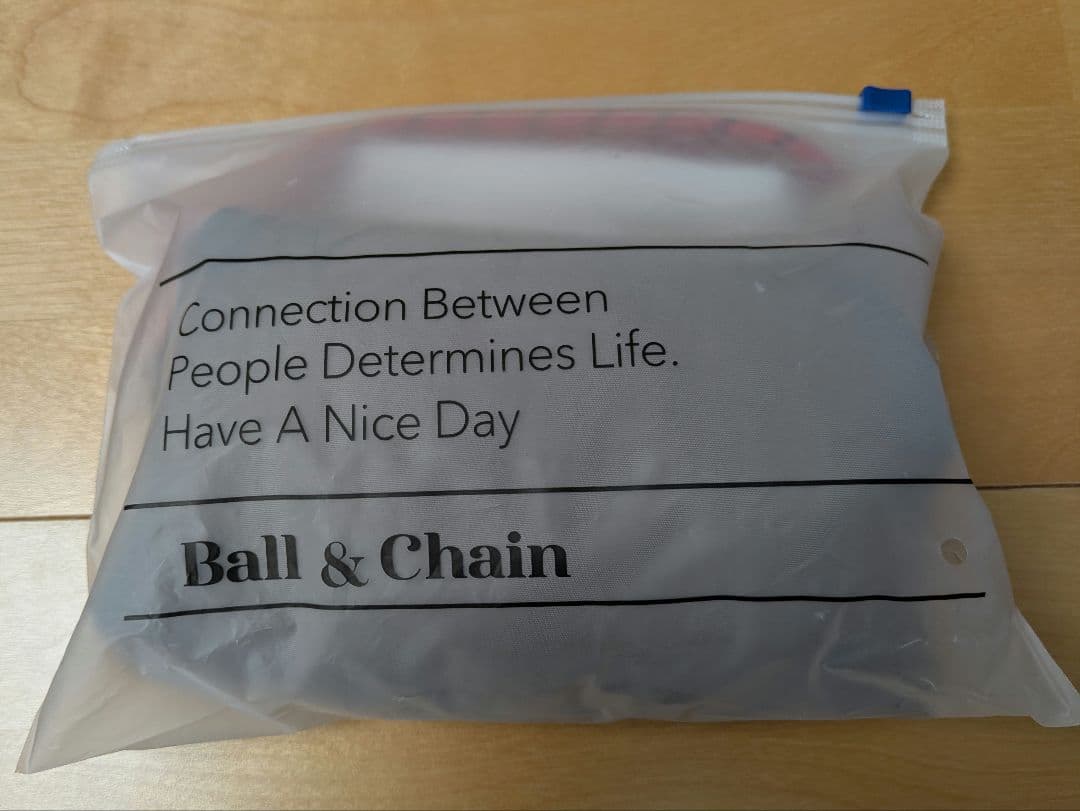 Connection Between
People Determines Life.
Have A Nice Day
Ball & Chain